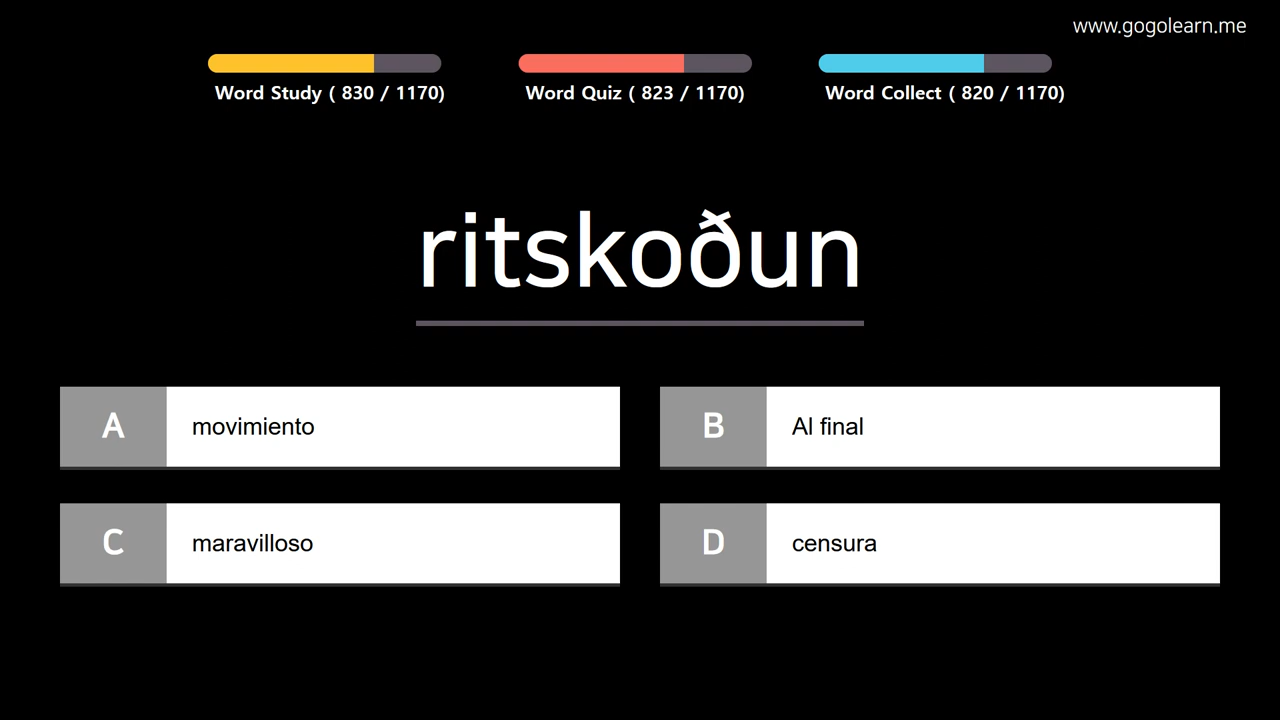 www.gogolearn.me
Word Study ( 830 / 1170)
Word Quiz ( 823 / 1170)
Word Collect ( 820 / 1170)
ritskoðun
A movimiento
B Al final
C maravilloso
D censura